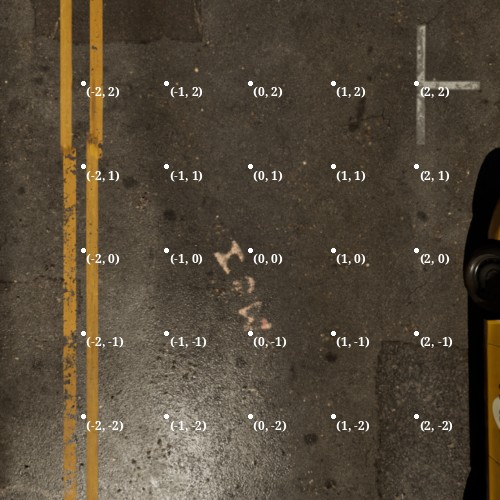 (-2, 2) (-1, 2) (0, 2) (1, 2) (2, 2)
(-2, 1) (-1, 1) (0, 1) (1, 1) (2, 1)
(-2, 0) (-1, 0) (0, 0) (1, 0) (2, 0)
(-2, -1) (-1, -1) (0, -1) (1, -1) (2, -1)
(-2, -2) (-1, -2) (0, -2) (1, -2) (2, -2)